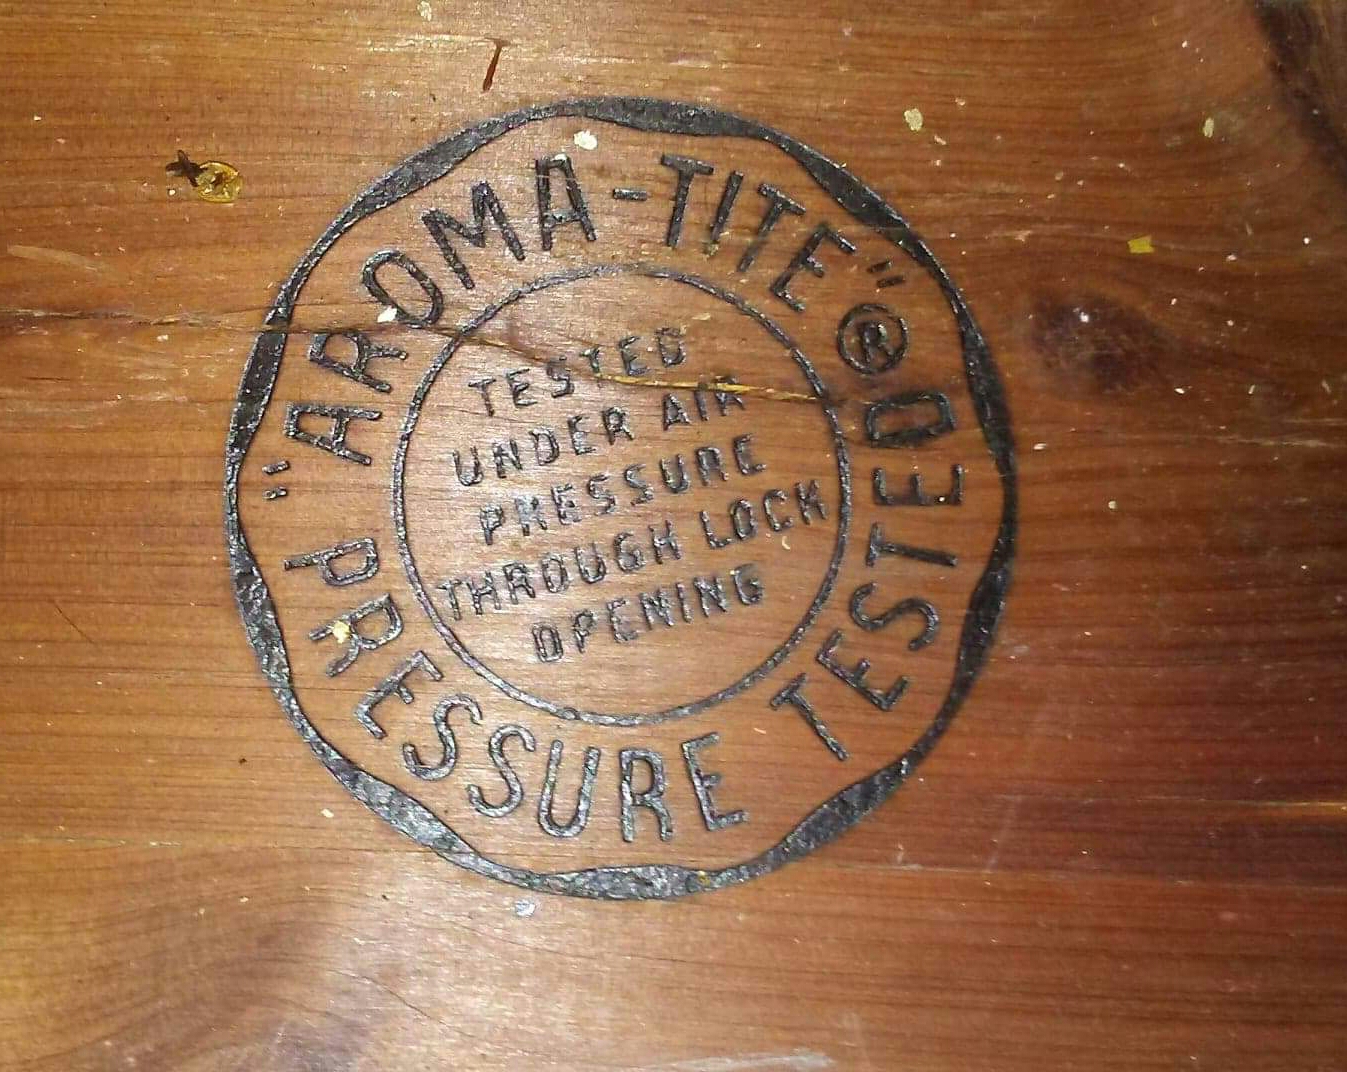 "AROMA-TITE"®
PRESSURE TESTED
TESTED
UNDER AIR
PRESSURE
THROUGH LOCK
OPENING